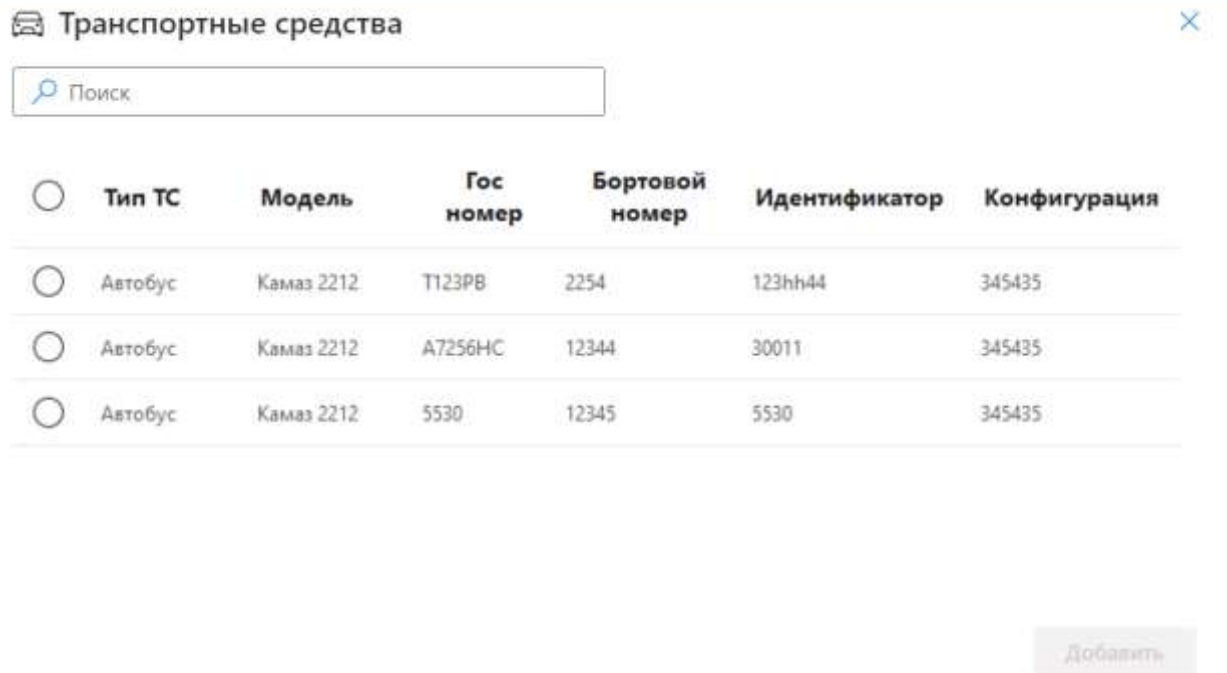 Транспортные средства
Поиск
Тип ТС Модель Гос номер Бортовой номер Идентификатор Конфигурация
Автобус Камаз 2212 Т123РВ 2254 123hh44 345435
Автобус Камаз 2212 А7256НС 12344 30011 345435
Автобус Камаз 2212 5530 12345 5530 345435
Добавить